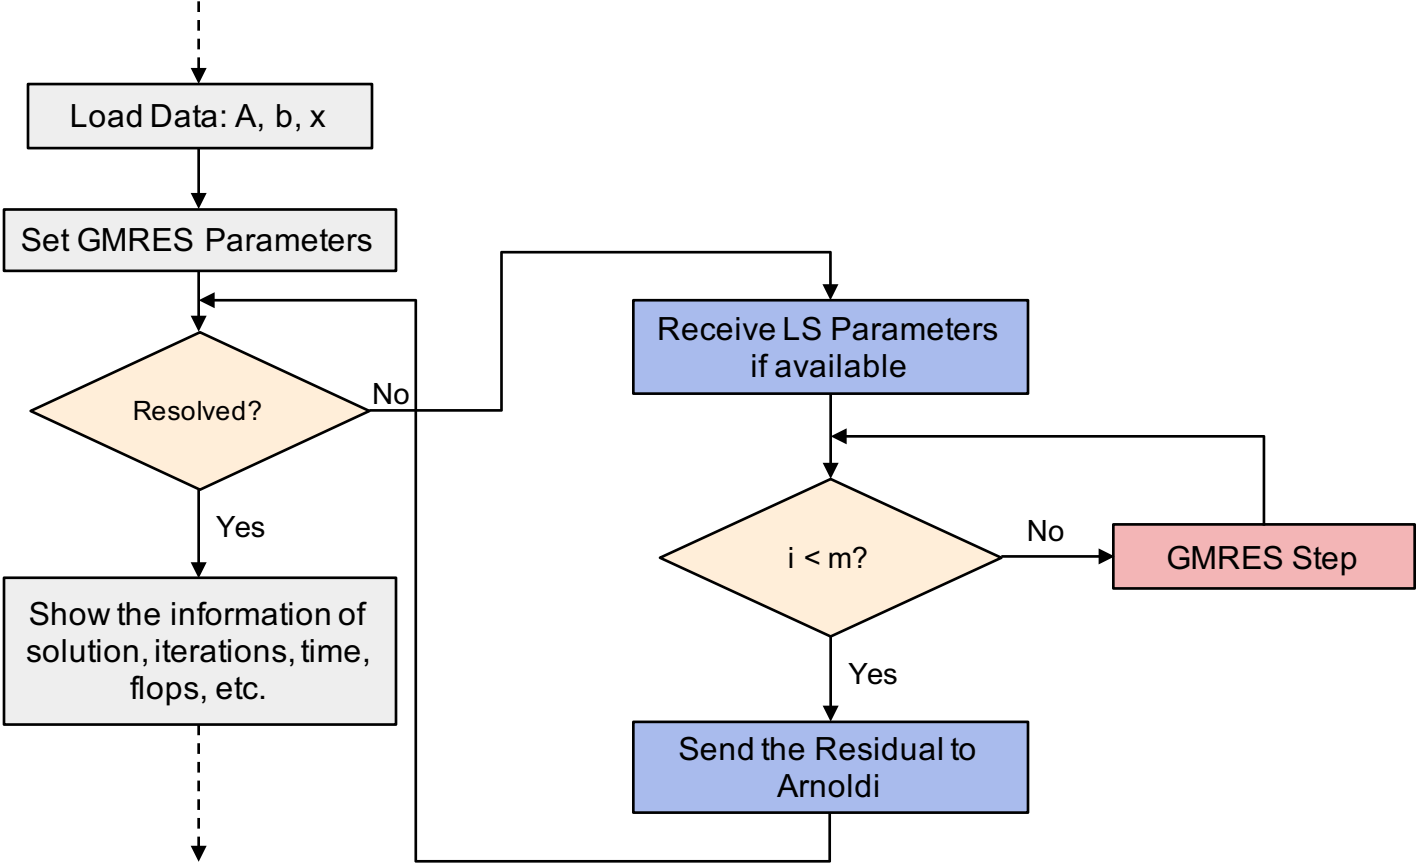 Load Data: A, b, x
Set GMRES Parameters
Resolved?
No
Yes
Show the information of
solution, iterations, time,
flops, etc.
Receive LS Parameters
if available
i < m?
No
GMRES Step
Yes
Send the Residual to
Arnoldi